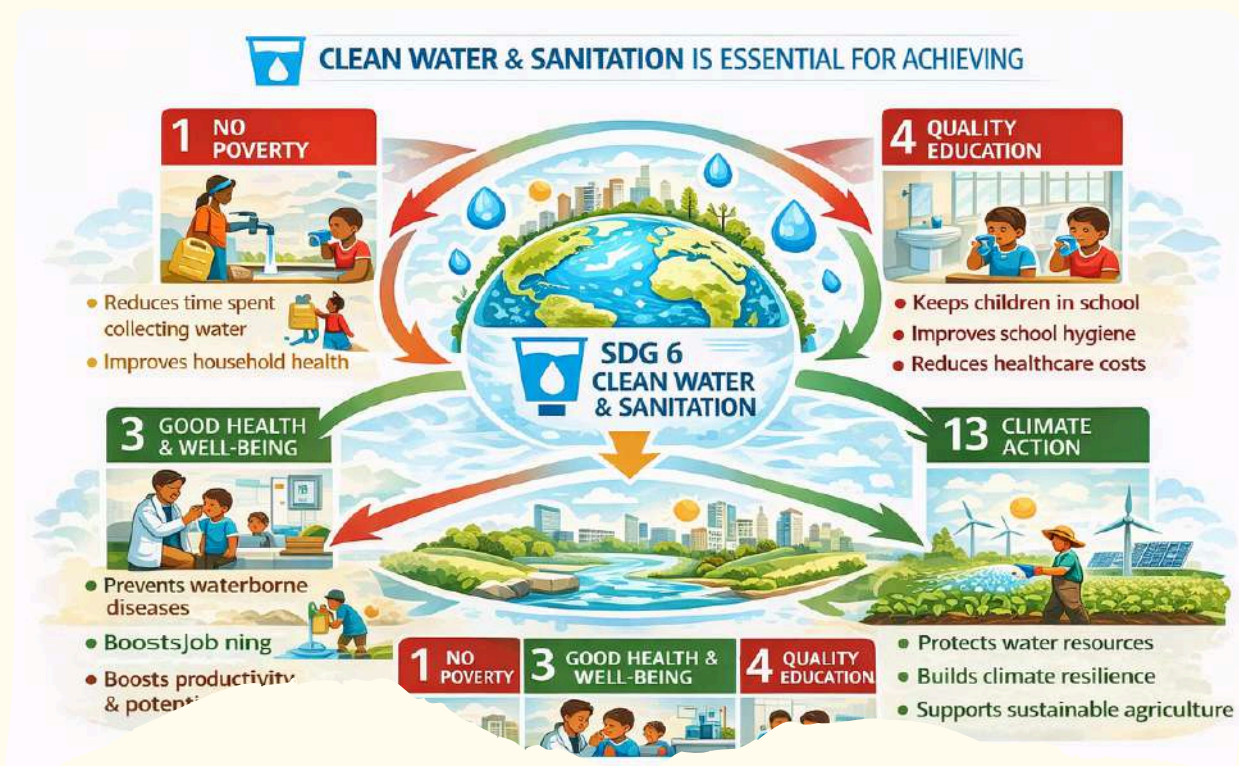 CLEAN WATER & SANITATION IS ESSENTIAL FOR ACHIEVING
1 NO
POVERTY
Reduces time spent
collecting water
Improves household health
4 QUALITY
EDUCATION
Keeps children in school
Improves school hygiene
Reduces healthcare costs
SDG 6
CLEAN WATER
& SANITATION
3 GOOD HEALTH
& WELL-BEING
Prevents waterborne
diseases
BoostsJob ning
Boosts productivity
&
13 CLIMATE
ACTION
Protects water resources
Builds climate resilience
Supports sustainable agriculture
1 NO
POVERTY
3 GOOD HEALTH &
WELL-BEING
4 QUALITY
EDUCATION